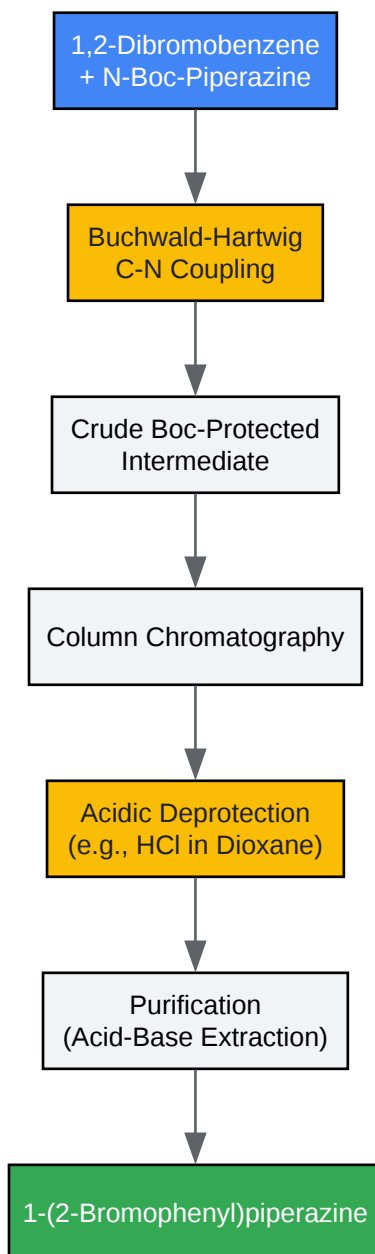 1,2-Dibromobenzene
+ N-Boc-Piperazine
Buchwald-Hartwig
C-N Coupling
Crude Boc-Protected
Intermediate
Column Chromatography
Acidic Deprotection
(e.g., HCl in Dioxane)
Purification
(Acid-Base Extraction)
1-(2-Bromophenyl)piperazine